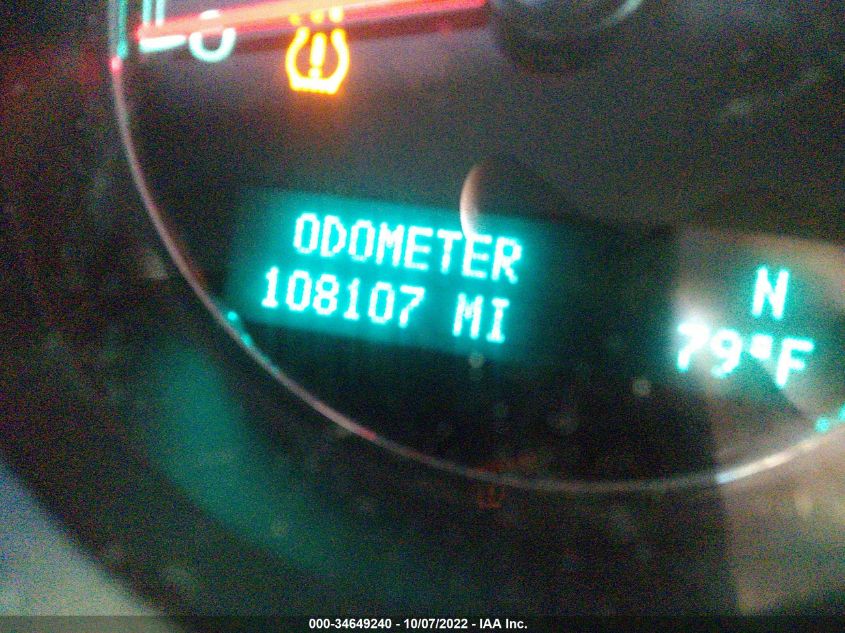 ODOMETER
108107 MI
N
79°F
000-34649240 - 10/07/2022 - IAA Inc.